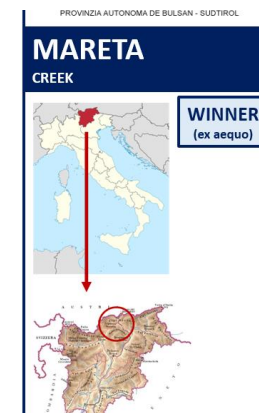 PROVINZIA AUTONOMA DE BULSAN - SUDTIROL
MARETA
CREEK
WINNER
(ex aequo)